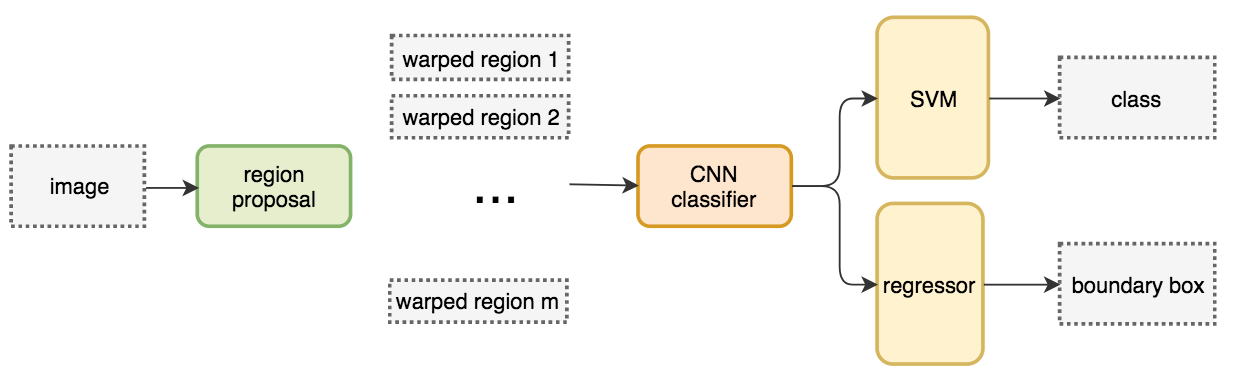 image
region
proposal
warped region 1
warped region 2
...
warped region m
CNN
classifier
SVM
class
regressor
boundary box